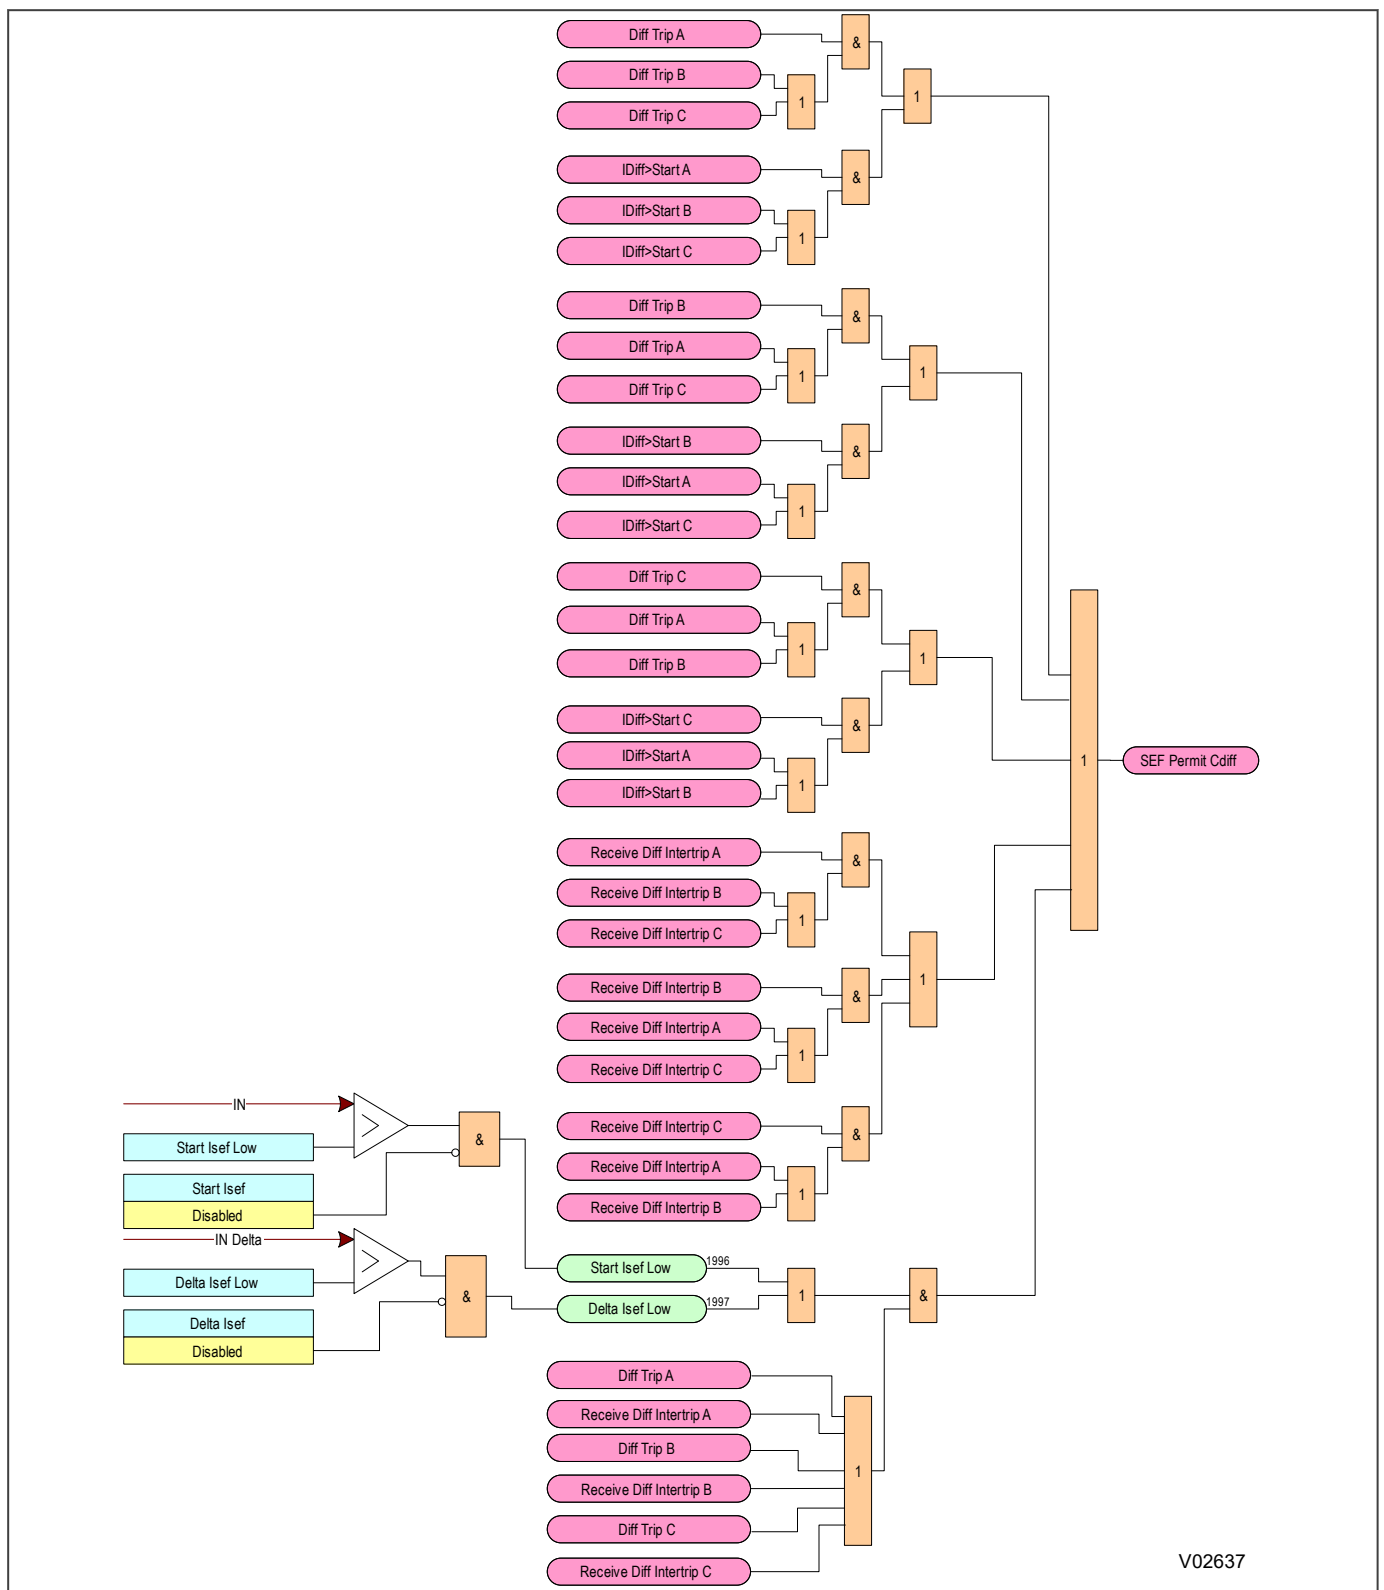 Diff Trip A
&
Diff Trip B
1
1
Diff Trip C
IDiff>Start A
&
IDiff>Start B
1
IDiff>Start C
Diff Trip B
&
Diff Trip A
1
1
Diff Trip C
IDiff>Start B
&
IDiff>Start A
1
IDiff>Start C
Diff Trip C
&
Diff Trip A
1
1
Diff Trip B
IDiff>Start C
&
IDiff>Start A
1
SEF Permit Cdiff
1
IDiff>Start B
Receive Diff Intertrip A
&
Receive Diff Intertrip B
1
Receive Diff Intertrip C
Receive Diff Intertrip B
&
1
Receive Diff Intertrip A
1
Receive Diff Intertrip C
IN
>
Start Isef Low
&
Start Isef
Disabled
Receive Diff Intertrip C
&
Receive Diff Intertrip A
1
Receive Diff Intertrip B
IN Delta
>
Delta Isef Low
&
Delta Isef
Disabled
Start Isef Low
1996
1
&
Delta Isef Low
1997
Diff Trip A
Receive Diff Intertrip A
Diff Trip B
1
Receive Diff Intertrip B
Diff Trip C
Receive Diff Intertrip C
V02637